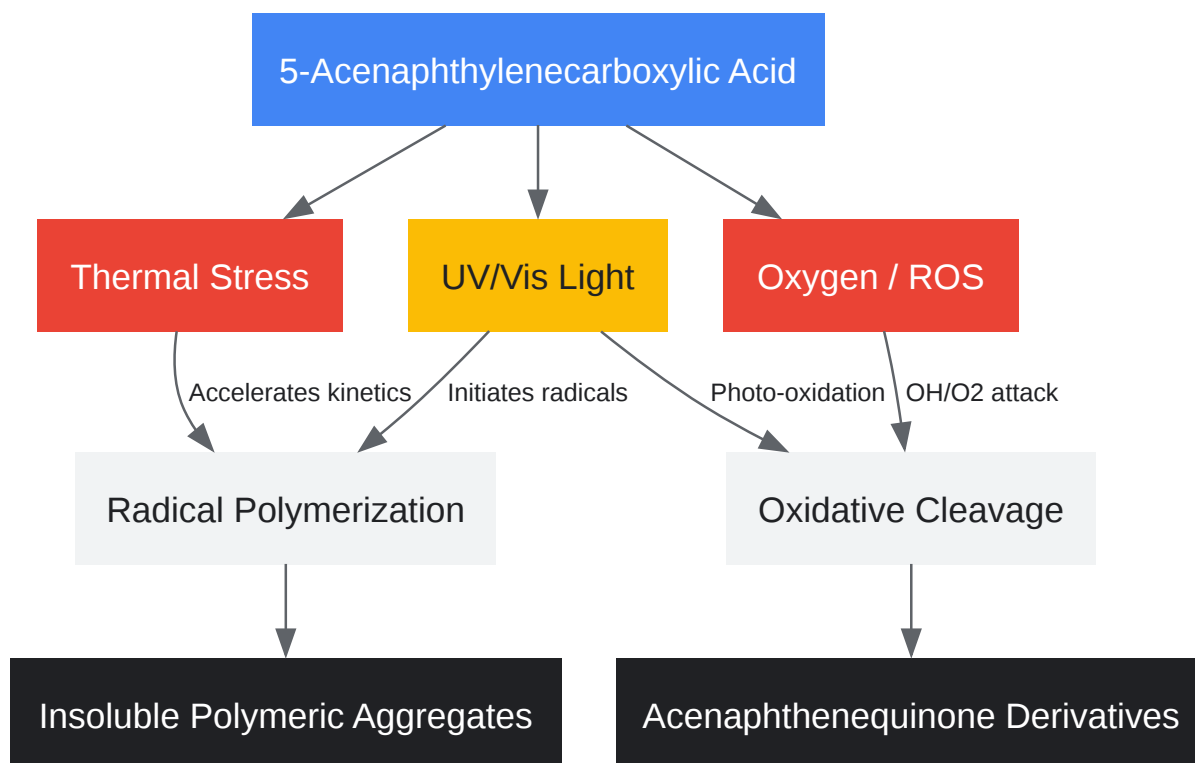 5-Acenaphthylenecarboxylic Acid
Thermal Stress
UV/Vis Light
Oxygen / ROS
Accelerates kinetics
Initiates radicals
Photo-oxidation
OH/O2 attack
Radical Polymerization
Oxidative Cleavage
Insoluble Polymeric Aggregates
Acenaphthenequinone Derivatives